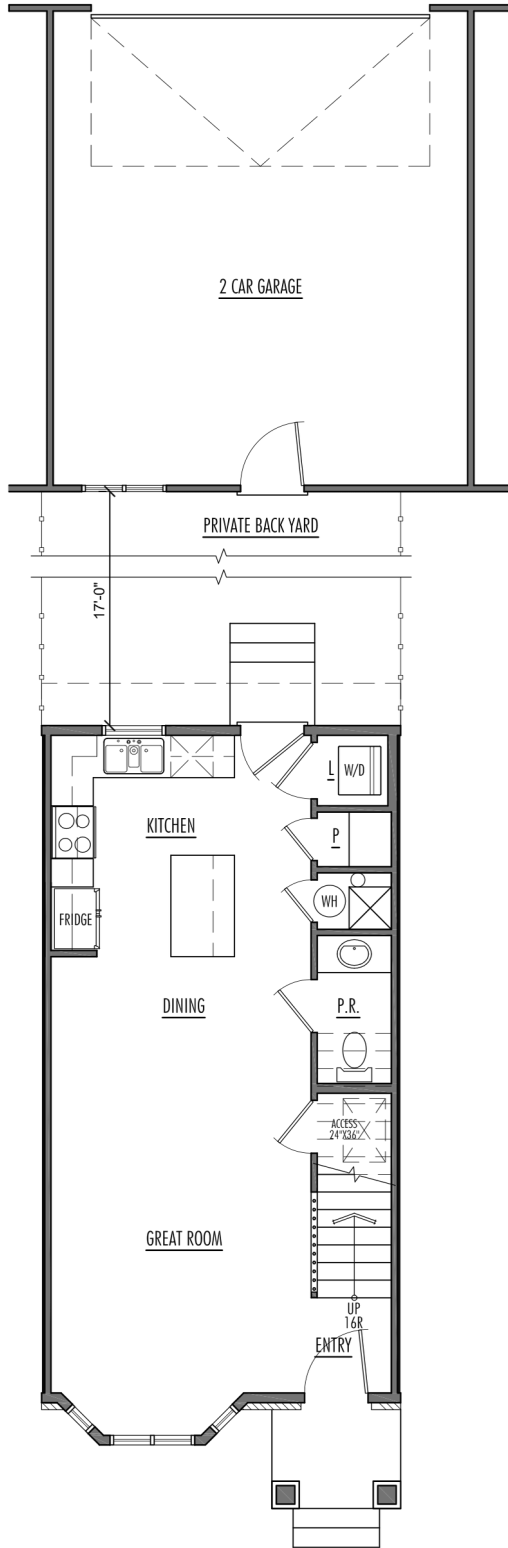 2 CAR GARAGE
PRIVATE BACK YARD
17'-0"
L
W/D
KITCHEN
P
WH
FRIDGE
DINING
P.R.
ACCESS
24"X36"
GREAT ROOM
UP
16R
ENTRY